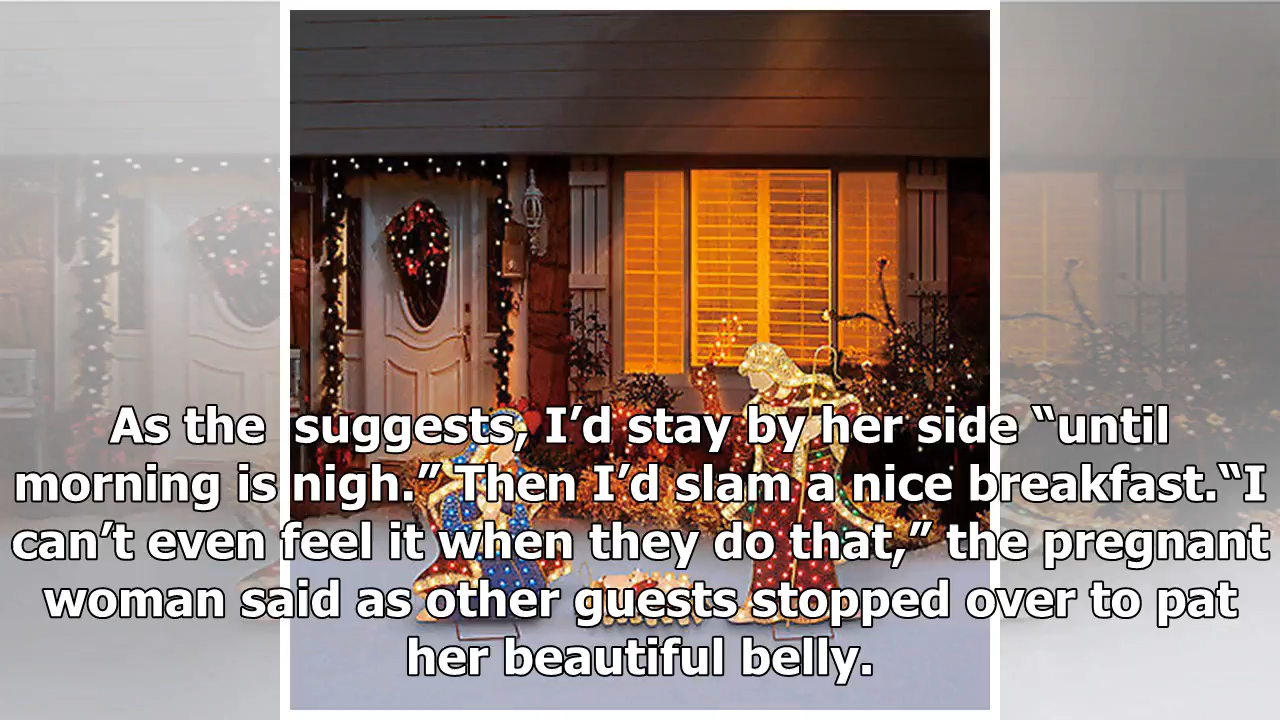 As the  suggests, I’d stay by her side “until
morning is nigh.” Then I’d slam a nice breakfast.“I
can’t even feel it when they do that,” the pregnant
woman said as other guests stopped over to pat
her beautiful belly.